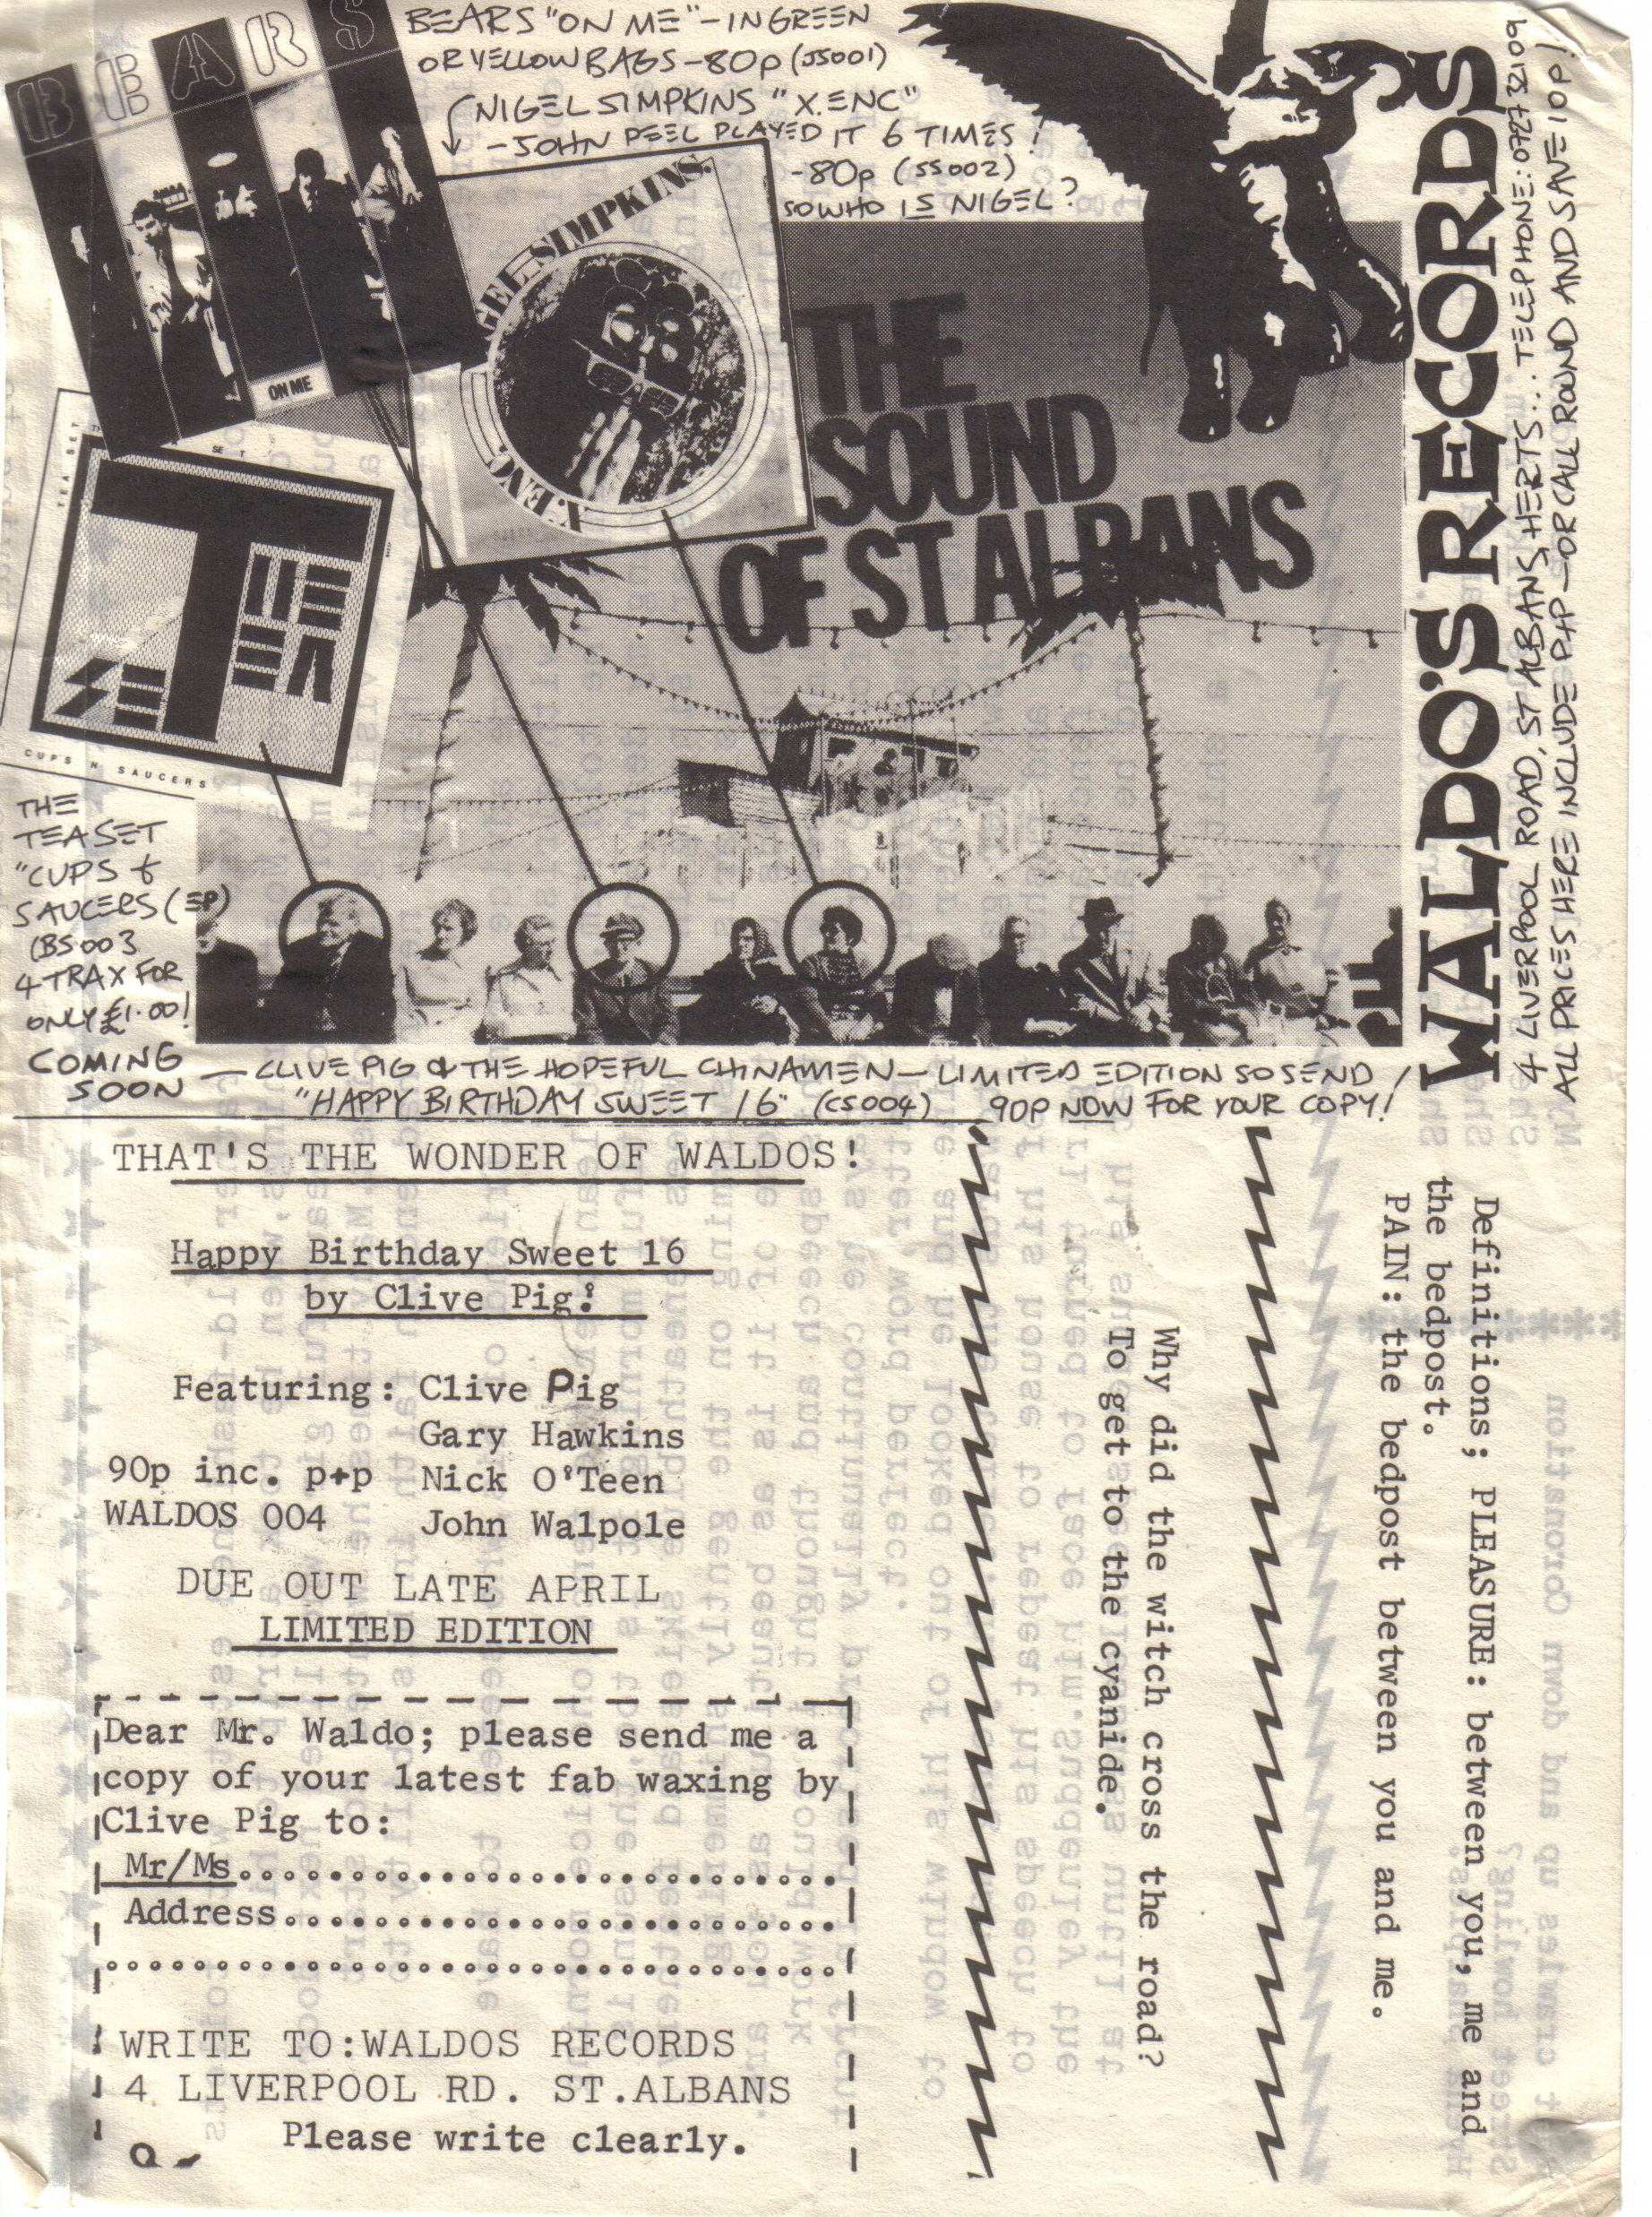 BEARS
BEARS "ON ME" - IN GREEN
OR YELLOW BAGS - 80p (JS001)
NIGEL SIMPKINS "X.ENC"
- JOHN PEEL PLAYED IT 6 TIMES!
- 80p (SS002)
SO WHO IS NIGEL?
ON ME
NIGEL SIMPKINS.
X.ENC.
TEA SET
THE
TEA
SET
CUPS N SAUCERS
THE
SOUND
OF ST ALBANS
THE
TEASET
"CUPS &
SAUCERS (EP)
(BS003
4 TRAX FOR
ONLY £1.00!
COMING
SOON
— CLIVE PIG & THE HOPEFUL CHINAMEN — LIMITED EDITION SO SEND
"HAPPY BIRTHDAY SWEET 16" (CS004) 90p NOW FOR YOUR COPY!
WALDO'S RECORDS
4 LIVERPOOL ROAD, ST ALBANS, HERTS... TELEPHONE: 0727 32109
ALL PRICES HERE INCLUDE P+P - OR CALL ROUND AND SAVE 10p!
THAT'S THE WONDER OF WALDOS!
Happy Birthday Sweet 16
by Clive Pig!
Featuring: Clive Pig
Gary Hawkins
90p inc. p+p Nick O'Teen
WALDOS 004 John Walpole
DUE OUT LATE APRIL
LIMITED EDITION
Dear Mr. Waldo; please send me a
copy of your latest fab waxing by
Clive Pig to:
Mr/Ms..................................
Address...............................
.........................................
WRITE TO:WALDOS RECORDS
4 LIVERPOOL RD. ST.ALBANS
Please write clearly.
Why did the witch cross the road?
To get to the cyanide.
Definitions; PLEASURE: between you, me and
the bedpost.
PAIN: the bedpost between you and me.